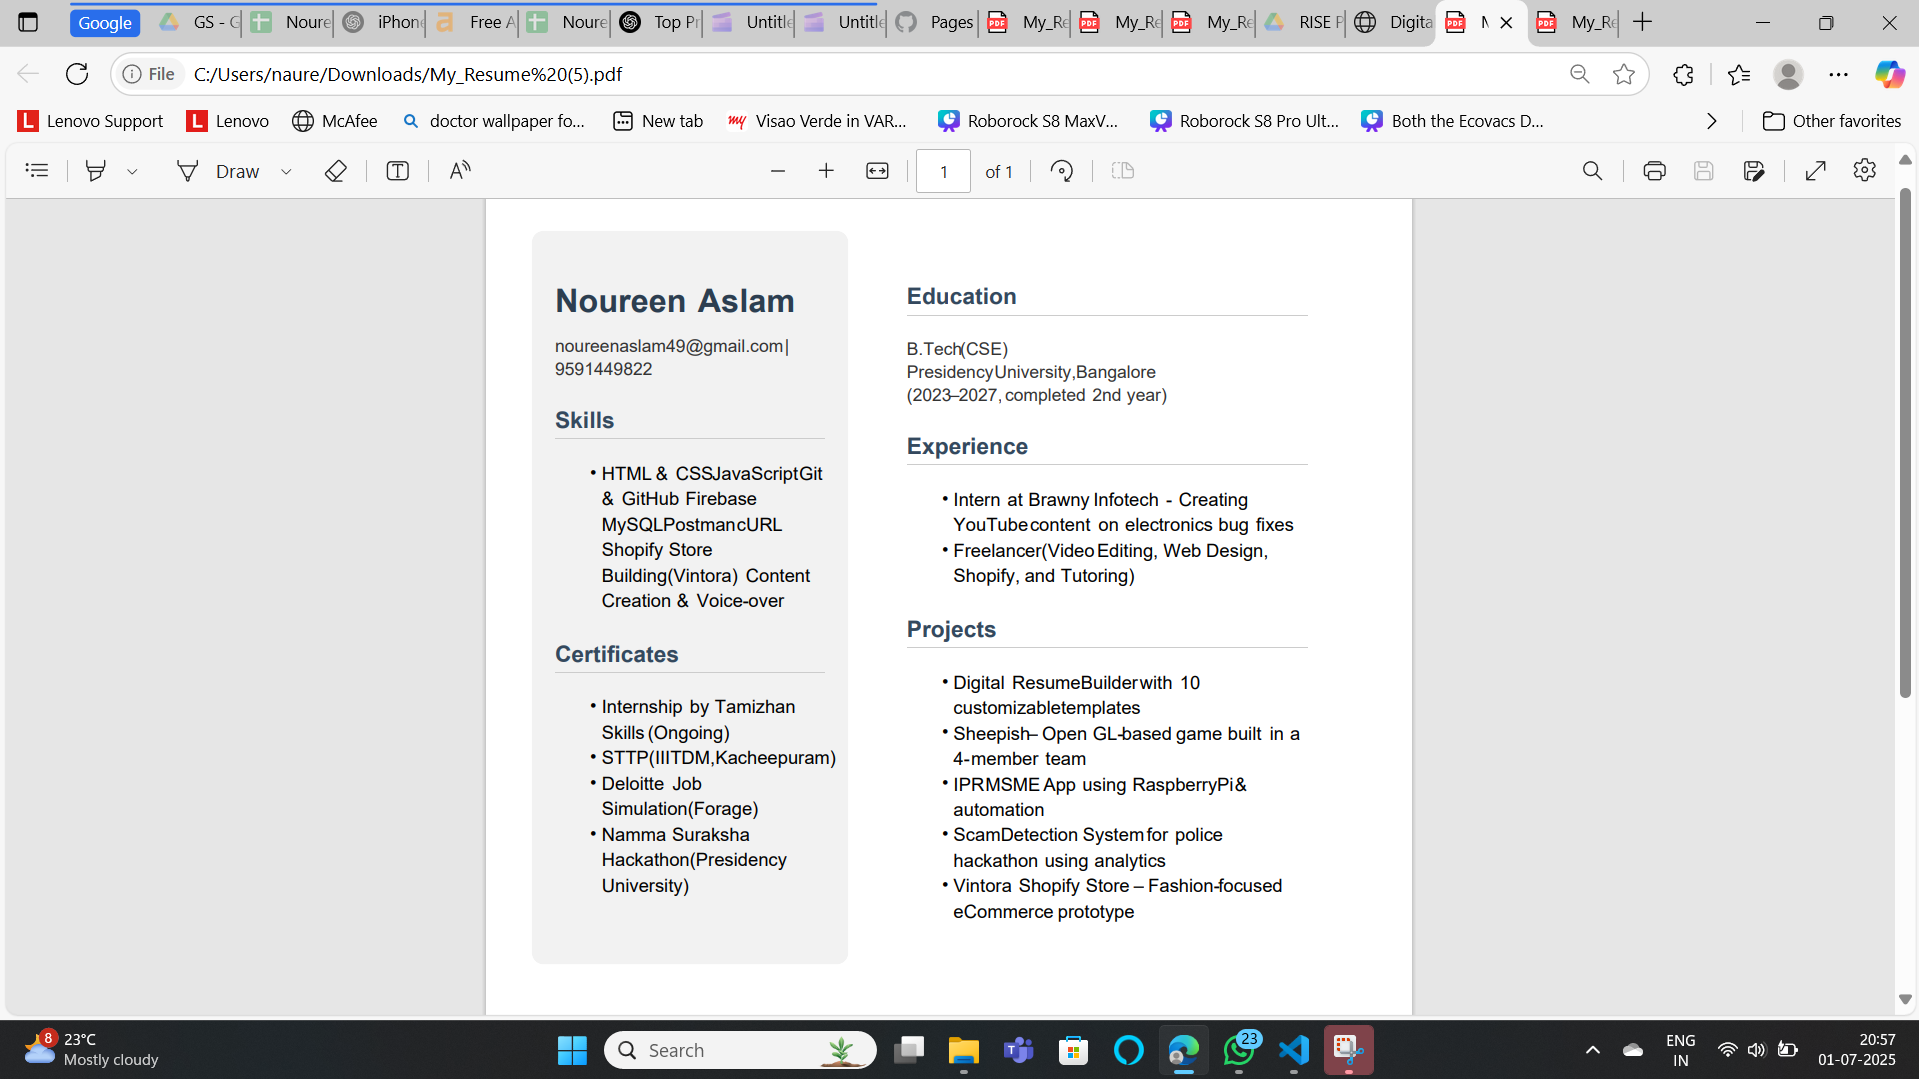 Google
GS - G
Noure
iPhone
Free A
Noure
Top Pr
Untitle
Untitle
Pages
My_Re
My_Re
My_Re
RISE P
Digita
My_Re
File
C:/Users/naure/Downloads/My_Resume%20(5).pdf
Lenovo Support
Lenovo
McAfee
doctor wallpaper fo...
New tab
Visao Verde in VAR...
Roborock S8 MaxV...
Roborock S8 Pro Ult...
Both the Ecovacs D...
Other favorites
Draw
1 of 1
Noureen Aslam
noureenaslam49@gmail.com|
9591449822
Skills
• HTML & CSSJavaScriptGit
& GitHub Firebase
MySQLPostmancURL
Shopify Store
Building(Vintora) Content
Creation & Voice-over
Certificates
• Internship by Tamizhan
Skills (Ongoing)
• STTP(IIITDM,Kacheepuram)
• Deloitte Job
Simulation(Forage)
• Namma Suraksha
Hackathon(Presidency
University)
Education
B.Tech(CSE)
PresidencyUniversity,Bangalore
(2023–2027, completed 2nd year)
Experience
• Intern at Brawny Infotech - Creating
YouTubecontent on electronics bug fixes
• Freelancer(Video Editing, Web Design,
Shopify, and Tutoring)
Projects
• Digital ResumeBuilderwith 10
customizabletemplates
• Sheepish– Open GL-based game built in a
4-member team
• IPRMSME App using RaspberryPi &
automation
• ScamDetection System for police
hackathon using analytics
• Vintora Shopify Store – Fashion-focused
eCommerce prototype
8
23°C
Mostly cloudy
Search
23
ENG
IN
20:57
01-07-2025